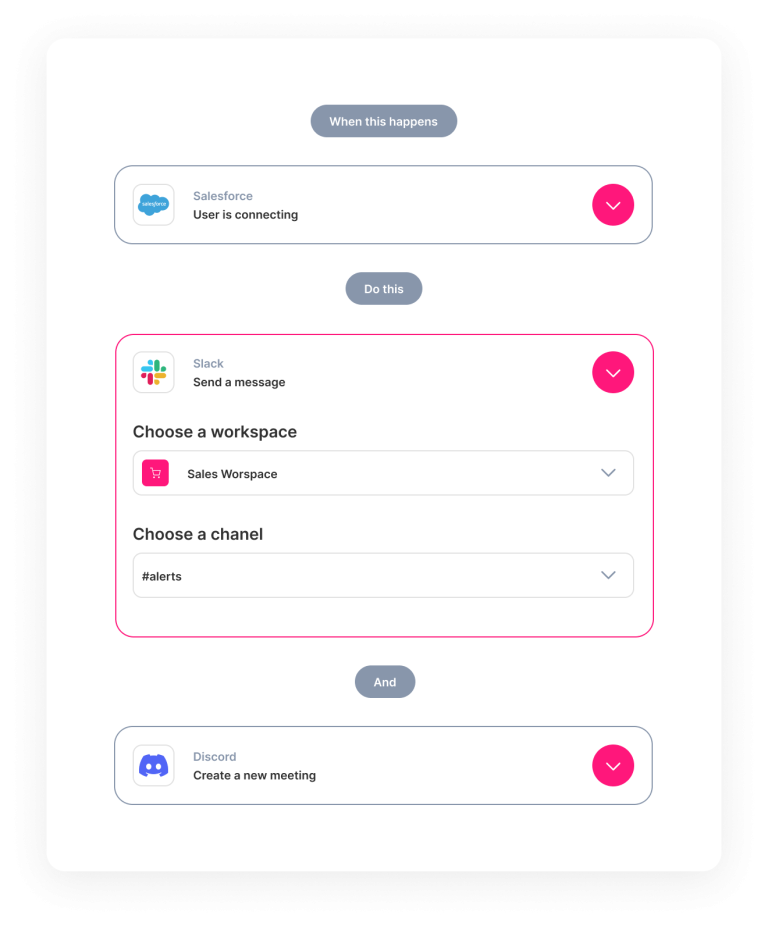 When this happens
salesforce
Salesforce
User is connecting
Do this
Slack
Send a message
Choose a workspace
Sales Worspace
Choose a chanel
#alerts
And
Discord
Create a new meeting